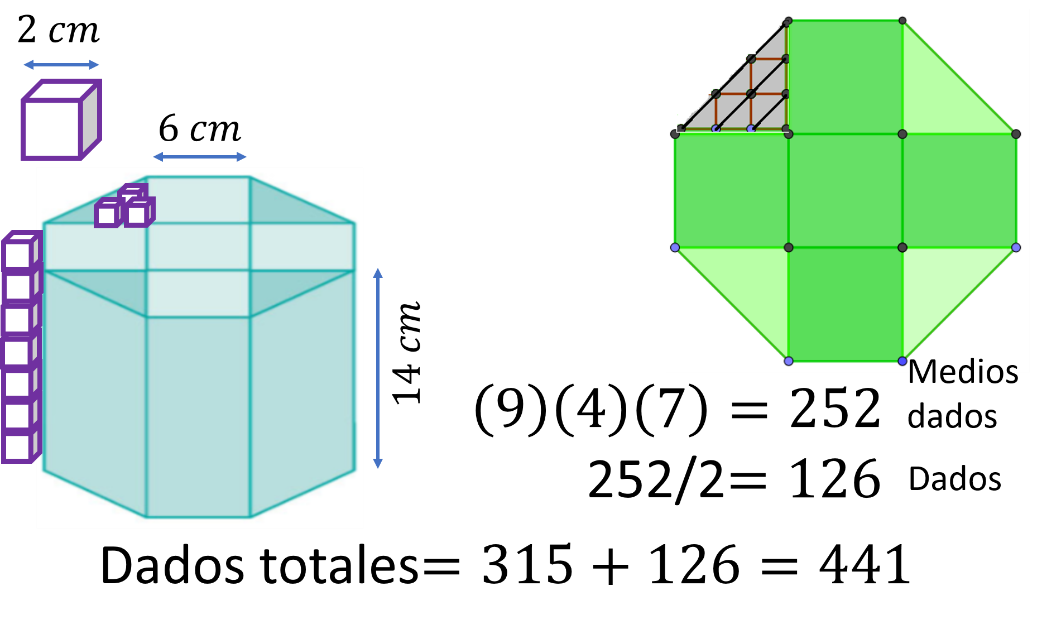 2 cm
6 cm
14 cm
(9)(4)(7) = 252 Medios dados
252/2= 126 Dados
Dados totales= 315 + 126 = 441